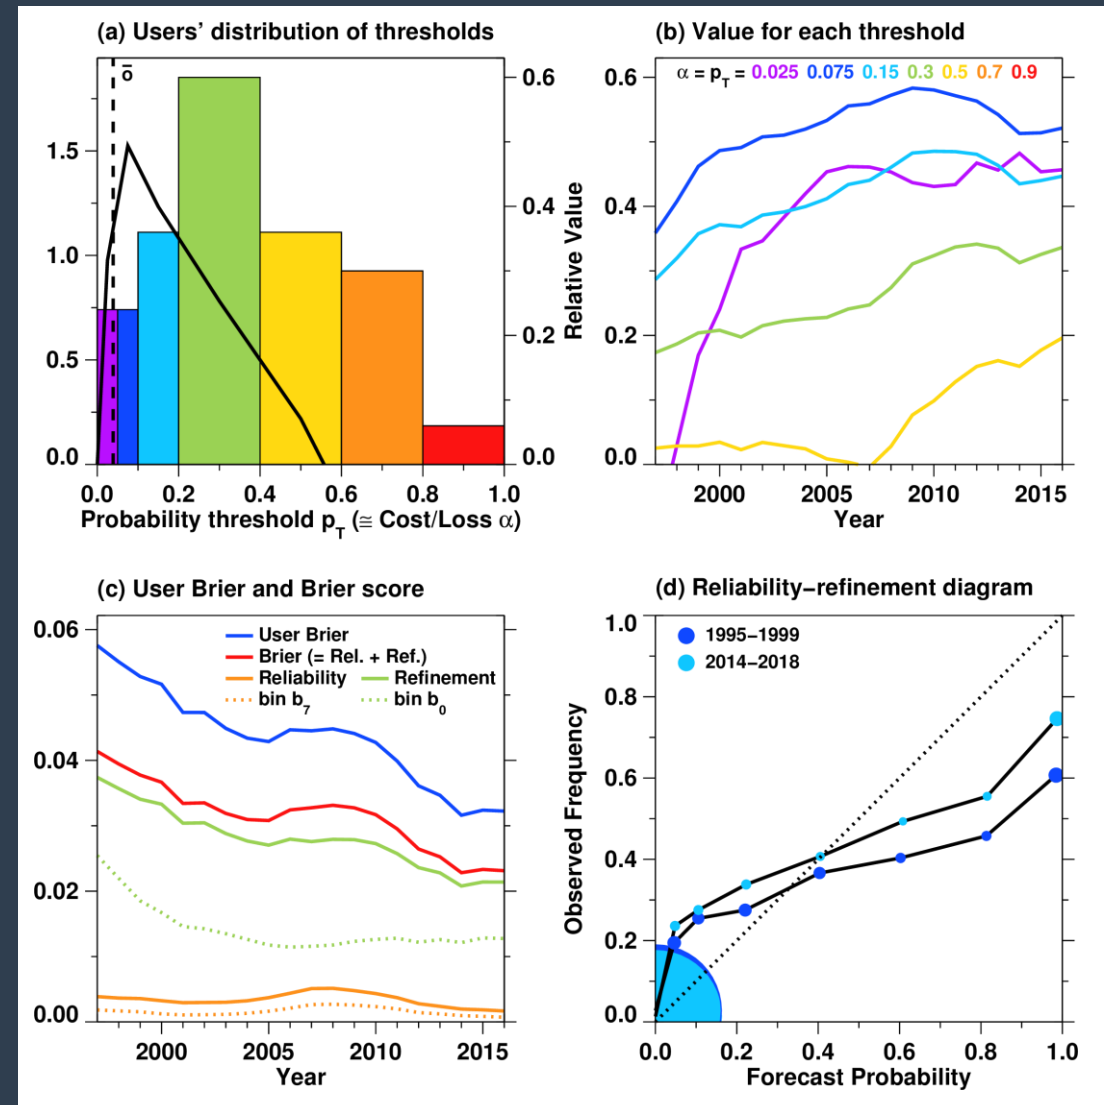 (a) Users’ distribution of thresholds
o̅
1.5
1.0
0.5
0.0
0.6
0.4
0.2
0.0
Relative Value
0.0 0.2 0.4 0.6 0.8 1.0
Probability threshold pT (≅ Cost/Loss α)
(b) Value for each threshold
α = pT = 0.025 0.075 0.15 0.3 0.5 0.7 0.9
0.6
0.4
0.2
0.0
2000 2005 2010 2015
Year
(c) User Brier and Brier score
User Brier
Brier (= Rel. + Ref.)
Reliability Refinement
bin b7 bin b0
0.06
0.04
0.02
0.00
2000 2005 2010 2015
Year
(d) Reliability–refinement diagram
1995–1999
2014–2018
1.0
0.8
0.6
0.4
0.2
0.0
Observed Frequency
0.0 0.2 0.4 0.6 0.8 1.0
Forecast Probability